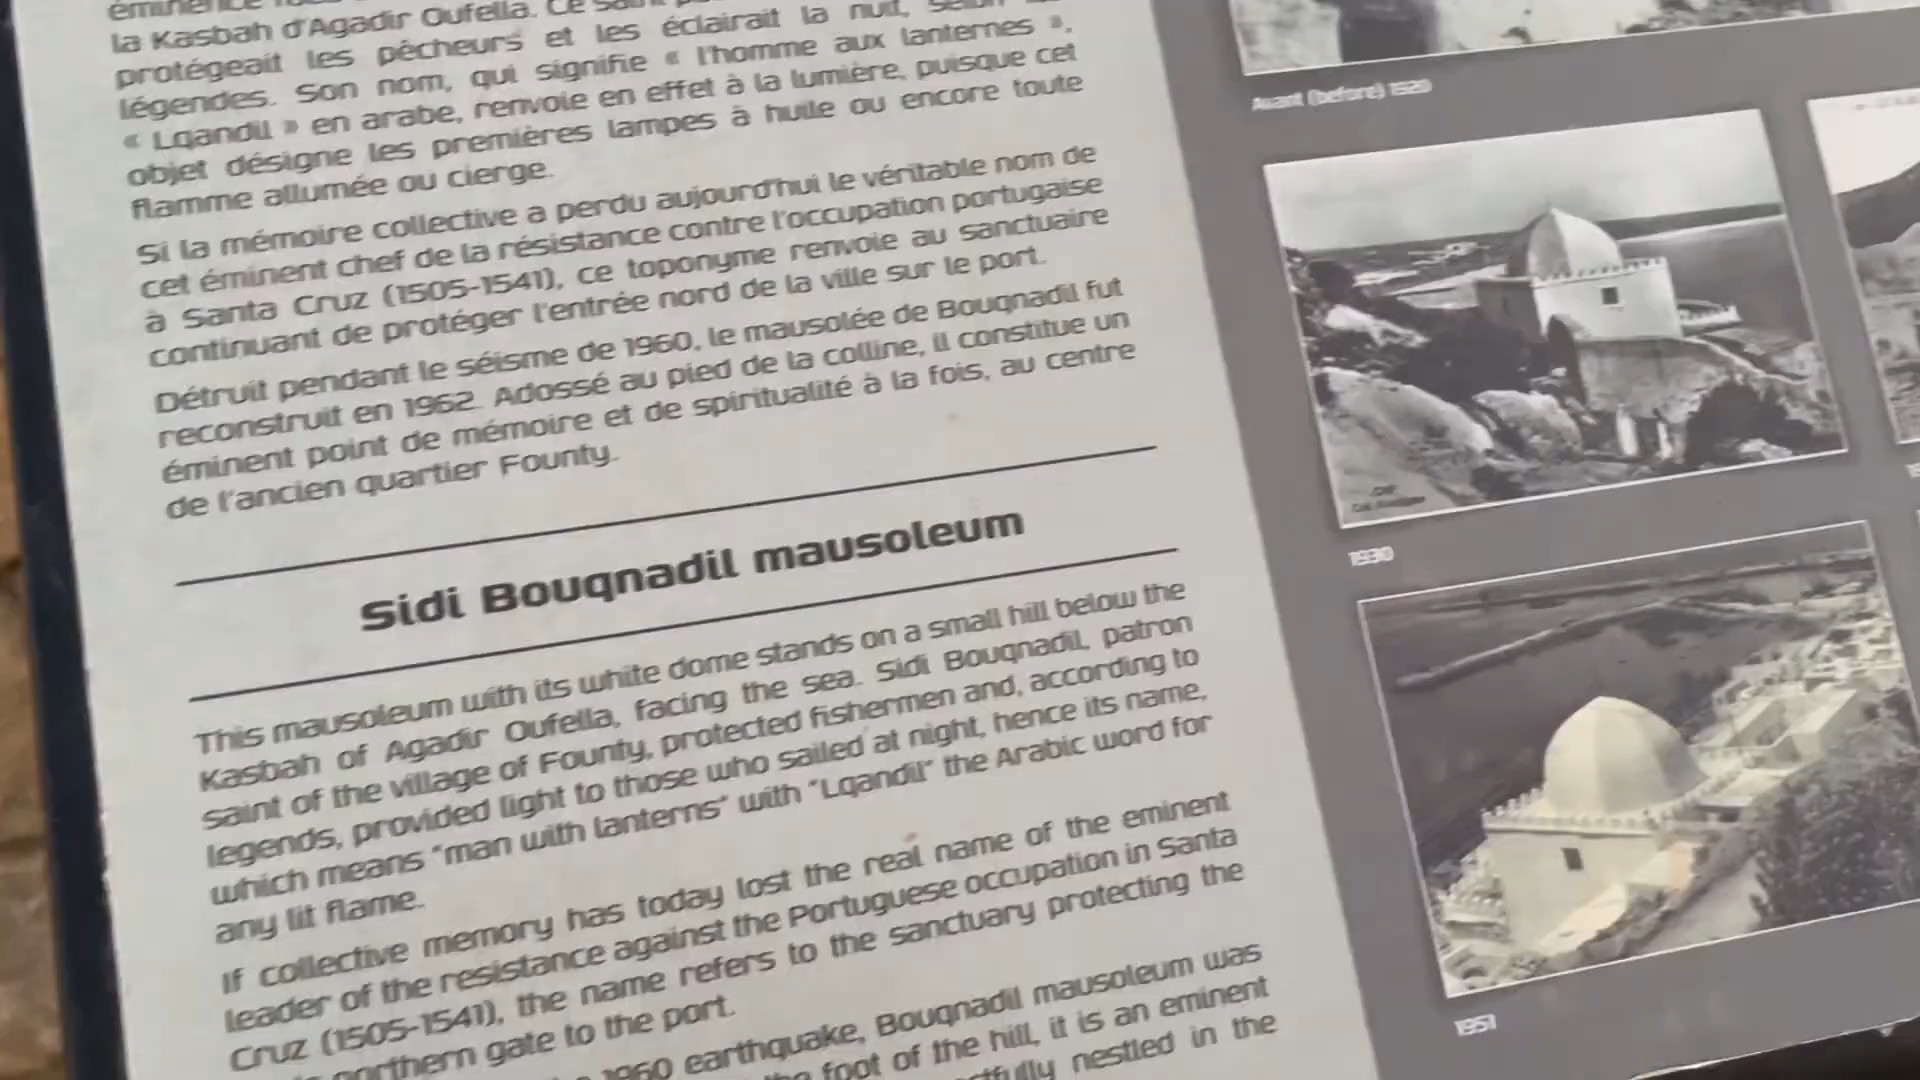 la Kasbah d'Agadir Oufella. Ce
protégeait les pêcheurs et les éclairait la nuit, selon
légendes. Son nom, qui signifie « l'homme aux lanternes »,
« Lqandil » en arabe, renvoie en effet à la lumière, puisque cet
objet désigne les premières lampes à huile ou encore toute
flamme allumée ou cierge.
Si la mémoire collective a perdu aujourd'hui le véritable nom de
cet éminent chef de la résistance contre l'occupation portugaise
à Santa Cruz (1505-1541), ce toponyme renvoie au sanctuaire
continuant de protéger l'entrée nord de la ville sur le port.
Détruit pendant le séisme de 1960, le mausolée de Bouqnadil fut
reconstruit en 1962. Adossé au pied de la colline, il constitue un
éminent point de mémoire et de spiritualité à la fois, au centre
de l'ancien quartier Founty.
Sidi Bouqnadil mausoleum
This mausoleum with its white dome stands on a small hill below the
Kasbah of Agadir Oufella, facing the sea. Sidi Bouqnadil, patron
saint of the village of Founty, protected fishermen and, according to
legends, provided light to those who sailed at night, hence its name,
which means "man with lanterns" with "Lqandil" the Arabic word for
any lit flame.
If collective memory has today lost the real name of the eminent
leader of the resistance against the Portuguese occupation in Santa
Cruz (1505-1541), the name refers to the sanctuary protecting the
northern gate to the port.
1960 earthquake, Bouqnadil mausoleum was
the foot of the hill, it is an eminent
nestled in the
Avant (before) 1920
1930
1951